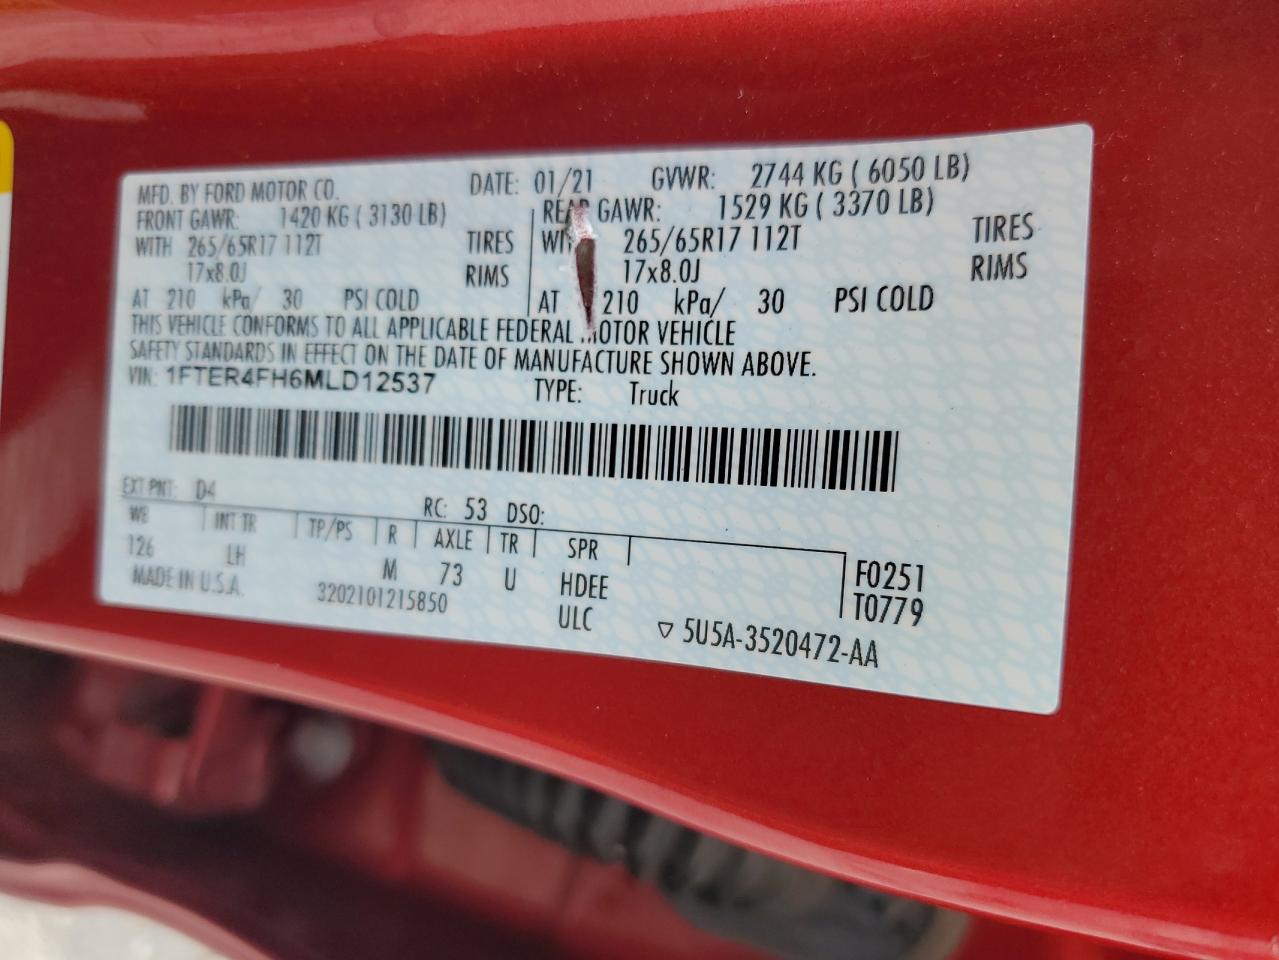 MFD. BY FORD MOTOR CO. DATE: 01/21 GVWR: 2744 KG ( 6050 LB)
FRONT GAWR: 1420 KG ( 3130 LB) REAR GAWR: 1529 KG ( 3370 LB)
WITH 265/65R17 112T TIRES WITH 265/65R17 112T TIRES
17x8.0J RIMS 17x8.0J RIMS
AT 210 kPa/ 30 PSI COLD AT 210 kPa/ 30 PSI COLD
THIS VEHICLE CONFORMS TO ALL APPLICABLE FEDERAL MOTOR VEHICLE
SAFETY STANDARDS IN EFFECT ON THE DATE OF MANUFACTURE SHOWN ABOVE.
VIN: 1FTER4FH6MLD12537 TYPE: Truck
EXT PNT: D4 RC: 53 DSO:
WB INT TR TP/PS R AXLE TR SPR
126 LH M 73 U HDEE F0251
MADE IN U.S.A. 3202101215850 ULC T0779
▽ 5U5A-3520472-AA